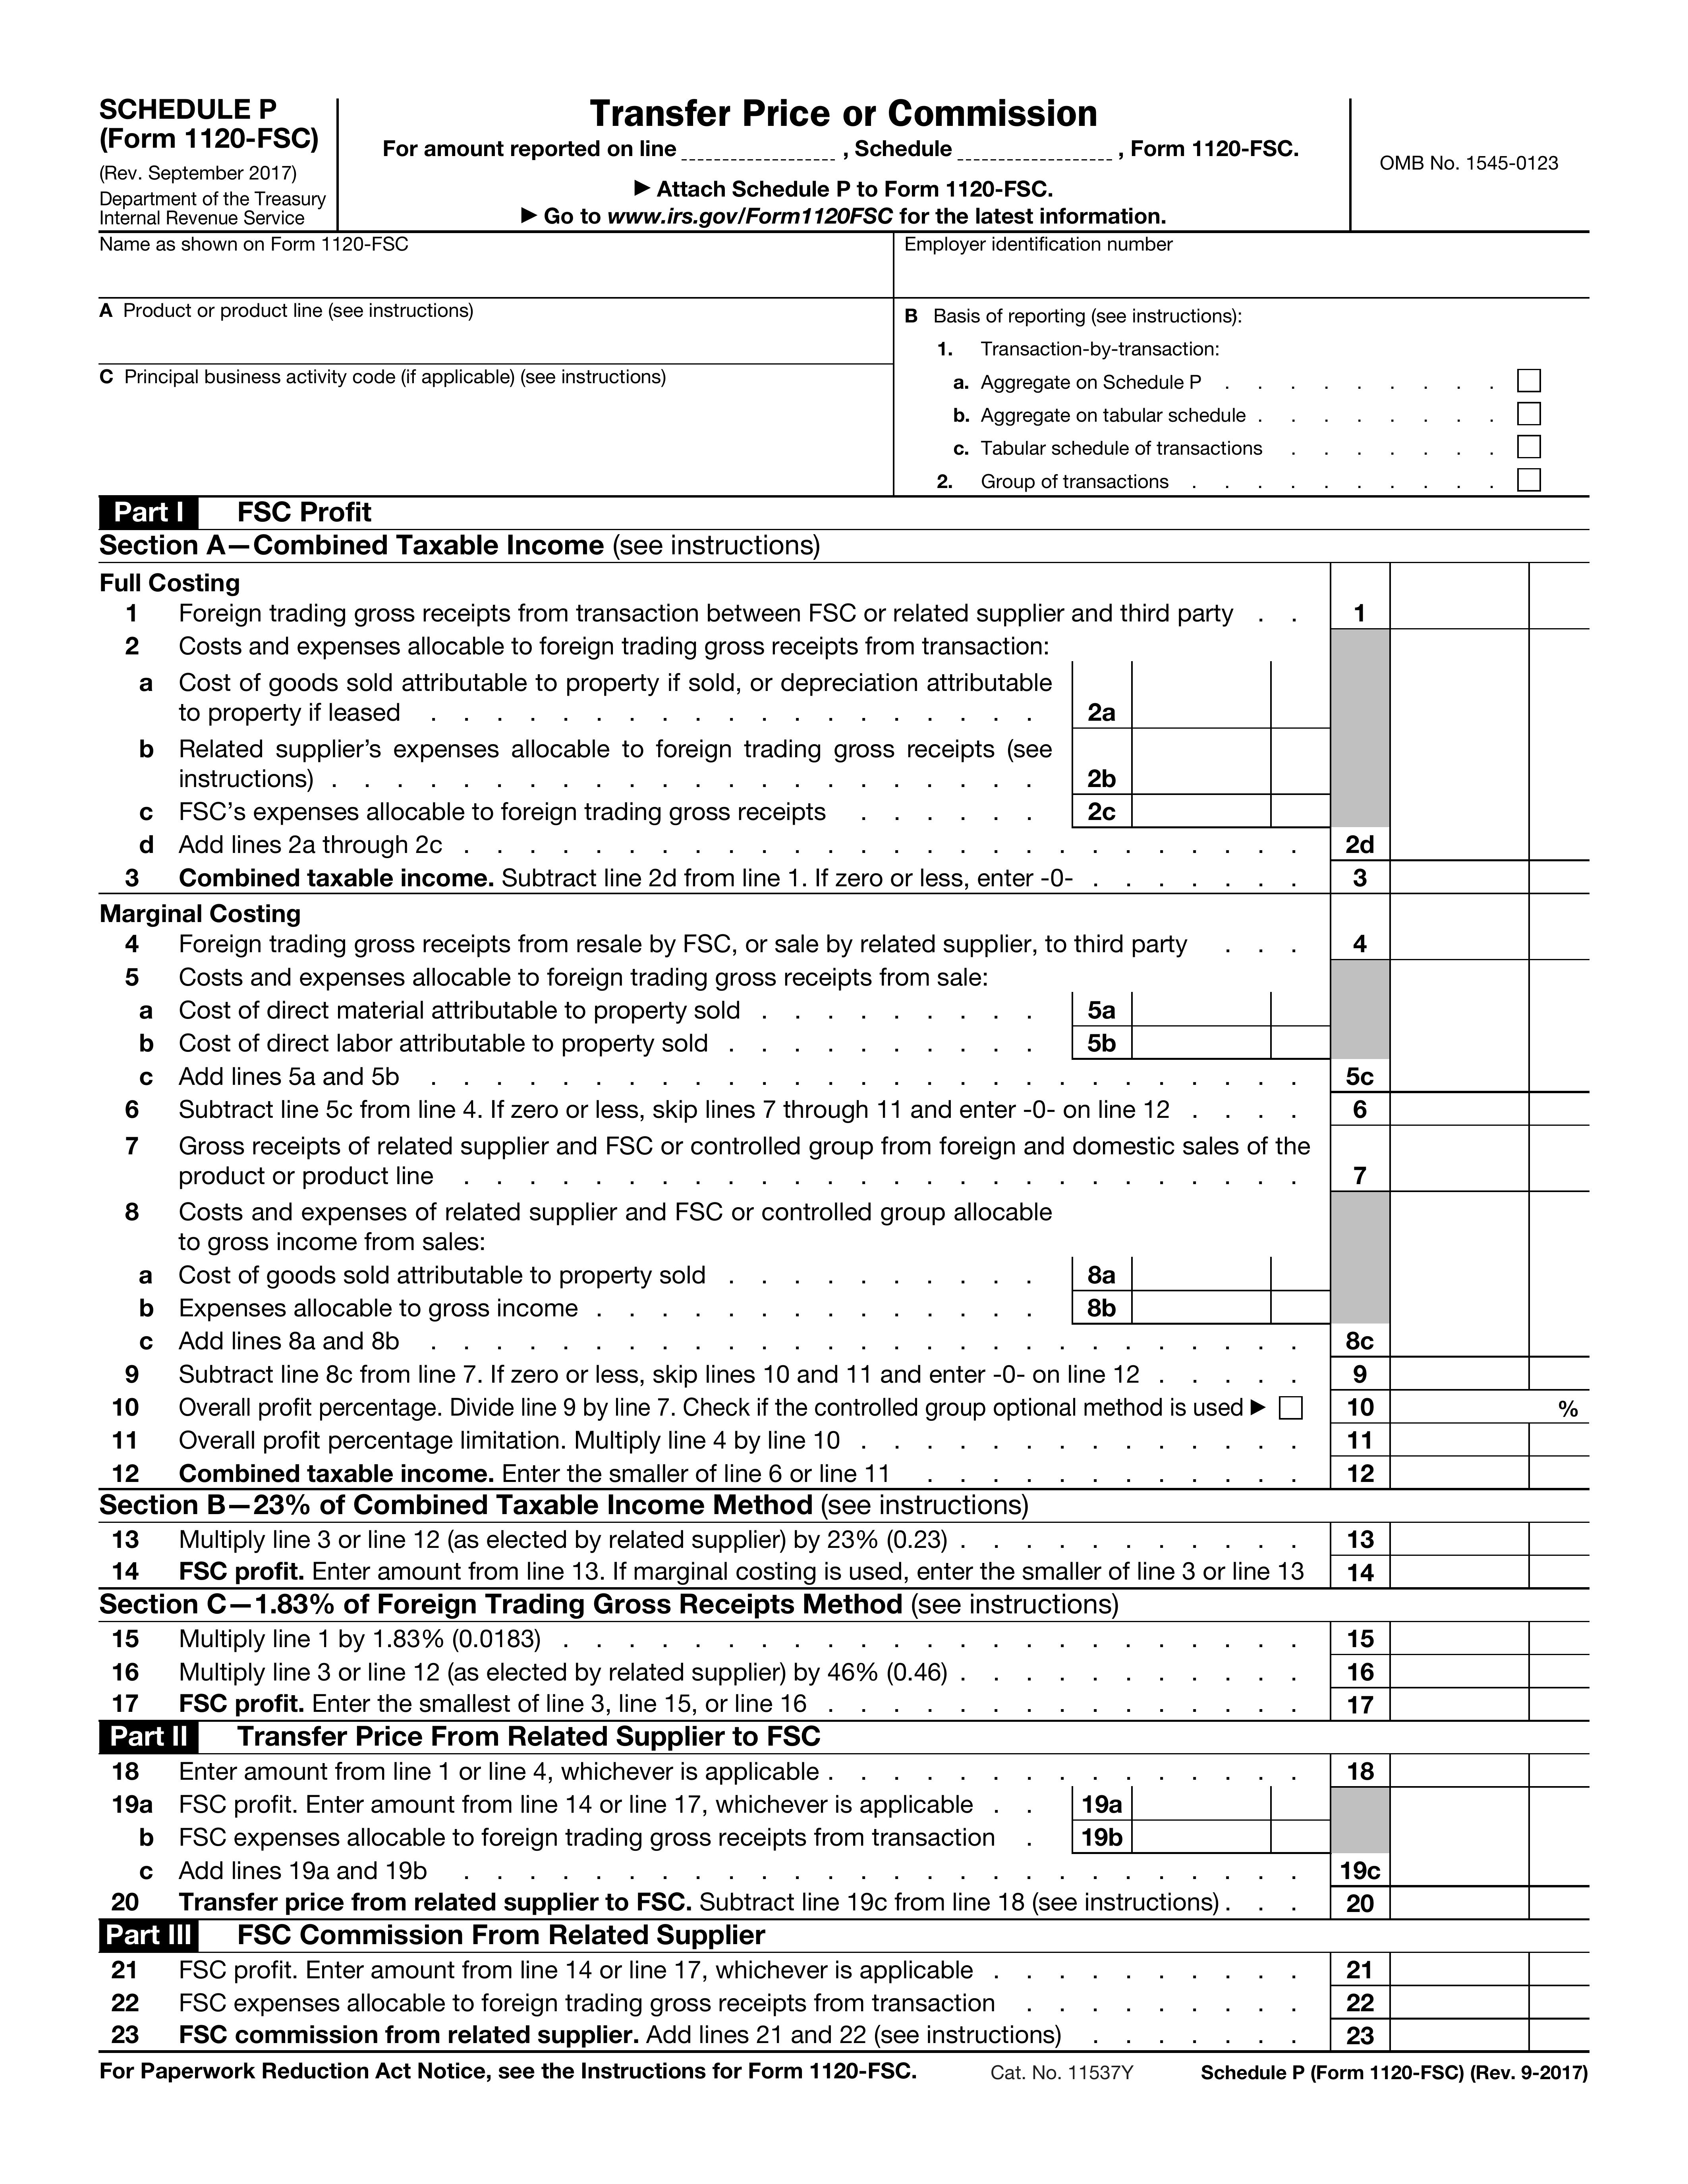 SCHEDULE P
(Form 1120-FSC)
(Rev. September 2017)
Department of the Treasury
Internal Revenue Service
Transfer Price or Commission
For amount reported on line , Schedule , Form 1120-FSC.
▶ Attach Schedule P to Form 1120-FSC.
▶ Go to www.irs.gov/Form1120FSC for the latest information.
OMB No. 1545-0123
Name as shown on Form 1120-FSC
Employer identification number
A Product or product line (see instructions)
C Principal business activity code (if applicable) (see instructions)
B Basis of reporting (see instructions):
1. Transaction-by-transaction:
a. Aggregate on Schedule P
b. Aggregate on tabular schedule
c. Tabular schedule of transactions
2. Group of transactions
Part I FSC Profit
Section A—Combined Taxable Income (see instructions)
Full Costing
1 Foreign trading gross receipts from transaction between FSC or related supplier and third party 1
2 Costs and expenses allocable to foreign trading gross receipts from transaction:
a Cost of goods sold attributable to property if sold, or depreciation attributable
to property if leased 2a
b Related supplier's expenses allocable to foreign trading gross receipts (see
instructions) 2b
c FSC's expenses allocable to foreign trading gross receipts 2c
d Add lines 2a through 2c 2d
3 Combined taxable income. Subtract line 2d from line 1. If zero or less, enter -0- 3
Marginal Costing
4 Foreign trading gross receipts from resale by FSC, or sale by related supplier, to third party 4
5 Costs and expenses allocable to foreign trading gross receipts from sale:
a Cost of direct material attributable to property sold 5a
b Cost of direct labor attributable to property sold 5b
c Add lines 5a and 5b 5c
6 Subtract line 5c from line 4. If zero or less, skip lines 7 through 11 and enter -0- on line 12 6
7 Gross receipts of related supplier and FSC or controlled group from foreign and domestic sales of the
product or product line 7
8 Costs and expenses of related supplier and FSC or controlled group allocable
to gross income from sales:
a Cost of goods sold attributable to property sold 8a
b Expenses allocable to gross income 8b
c Add lines 8a and 8b 8c
9 Subtract line 8c from line 7. If zero or less, skip lines 10 and 11 and enter -0- on line 12 9
10 Overall profit percentage. Divide line 9 by line 7. Check if the controlled group optional method is used ▶ 10 %
11 Overall profit percentage limitation. Multiply line 4 by line 10 11
12 Combined taxable income. Enter the smaller of line 6 or line 11 12
Section B—23% of Combined Taxable Income Method (see instructions)
13 Multiply line 3 or line 12 (as elected by related supplier) by 23% (0.23) 13
14 FSC profit. Enter amount from line 13. If marginal costing is used, enter the smaller of line 3 or line 13 14
Section C—1.83% of Foreign Trading Gross Receipts Method (see instructions)
15 Multiply line 1 by 1.83% (0.0183) 15
16 Multiply line 3 or line 12 (as elected by related supplier) by 46% (0.46) 16
17 FSC profit. Enter the smallest of line 3, line 15, or line 16 17
Part II Transfer Price From Related Supplier to FSC
18 Enter amount from line 1 or line 4, whichever is applicable 18
19a FSC profit. Enter amount from line 14 or line 17, whichever is applicable 19a
b FSC expenses allocable to foreign trading gross receipts from transaction 19b
c Add lines 19a and 19b 19c
20 Transfer price from related supplier to FSC. Subtract line 19c from line 18 (see instructions) 20
Part III FSC Commission From Related Supplier
21 FSC profit. Enter amount from line 14 or line 17, whichever is applicable 21
22 FSC expenses allocable to foreign trading gross receipts from transaction 22
23 FSC commission from related supplier. Add lines 21 and 22 (see instructions) 23
For Paperwork Reduction Act Notice, see the Instructions for Form 1120-FSC. Cat. No. 11537Y Schedule P (Form 1120-FSC) (Rev. 9-2017)